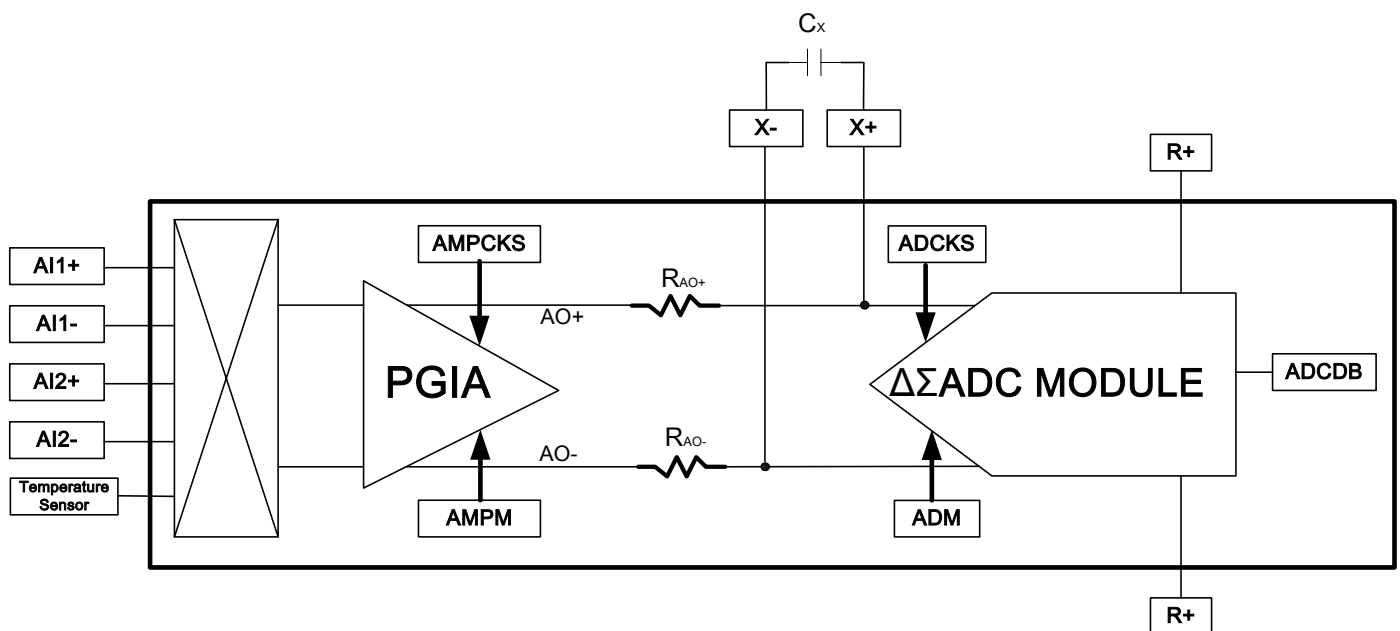 Cx
X-
X+
R+
AMPCKS
ADCKS
AI1+
AI1-
AI2+
AI2-
Temperature
Sensor
RAO+
AO+
PGIA
ΔΣADC MODULE
ADCDB
RAO-
AO-
AMPM
ADM
R+